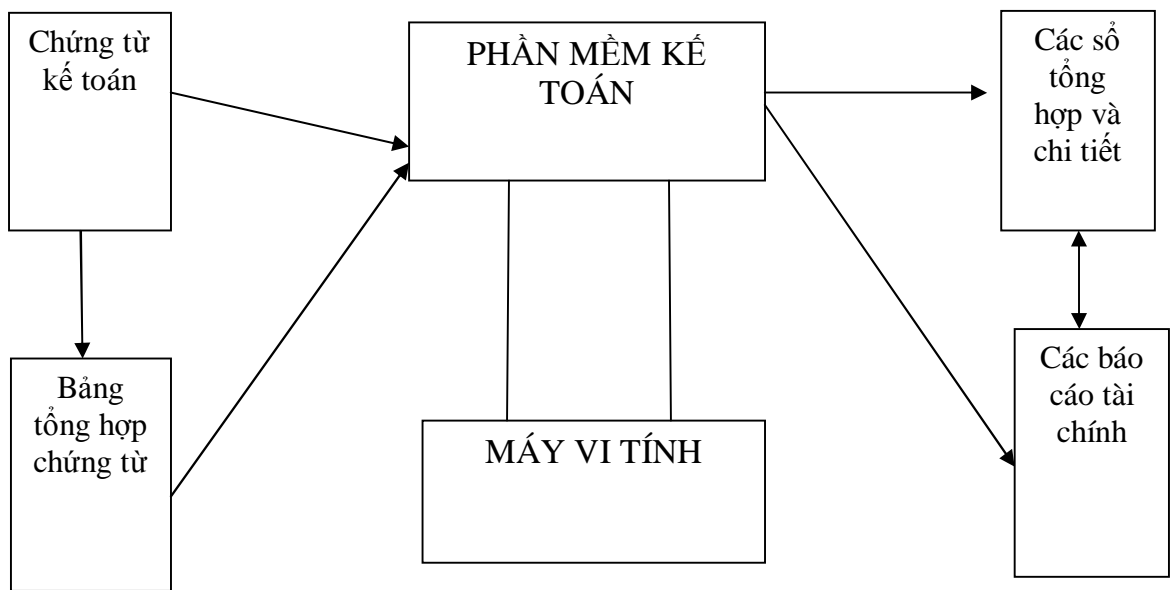 Chứng từ
kế toán
PHẦN MỀM KẾ
TOÁN
Các sổ
tổng
hợp và
chi tiết
Bảng
tổng hợp
chứng từ
MÁY VI TÍNH
Các báo
cáo tài
chính